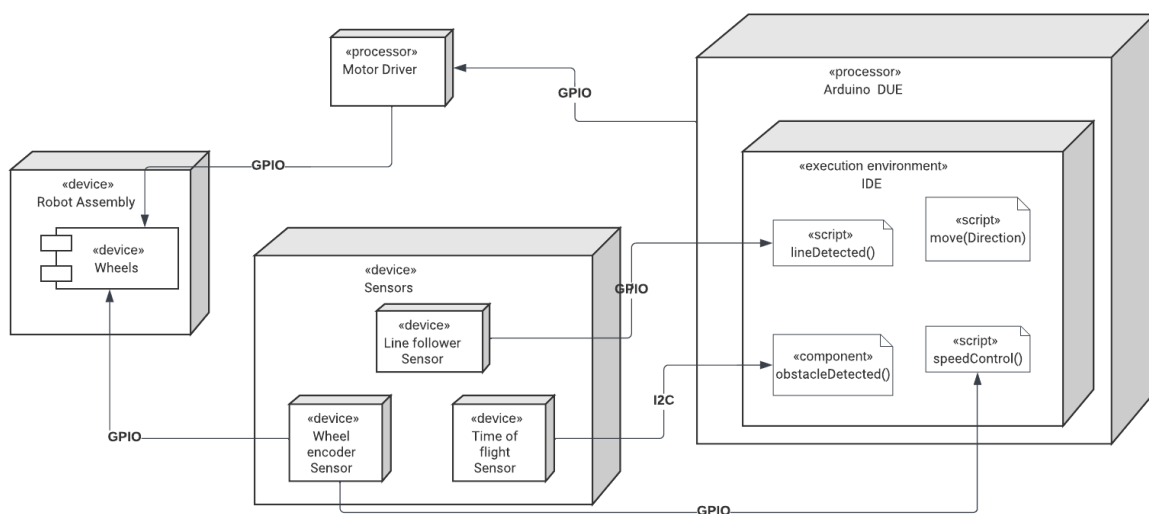 «processor»
Motor Driver
GPIO
«processor»
Arduino DUE
«execution environment»
IDE
«script»
lineDetected()
«script»
move(Direction)
«component»
obstacleDetected()
«script»
speedControl()
GPIO
«device»
Robot Assembly
«device»
Wheels
«device»
Sensors
GPIO
«device»
Line follower
Sensor
«device»
Wheel
encoder
Sensor
«device»
Time of
flight
Sensor
I2C
GPIO
GPIO